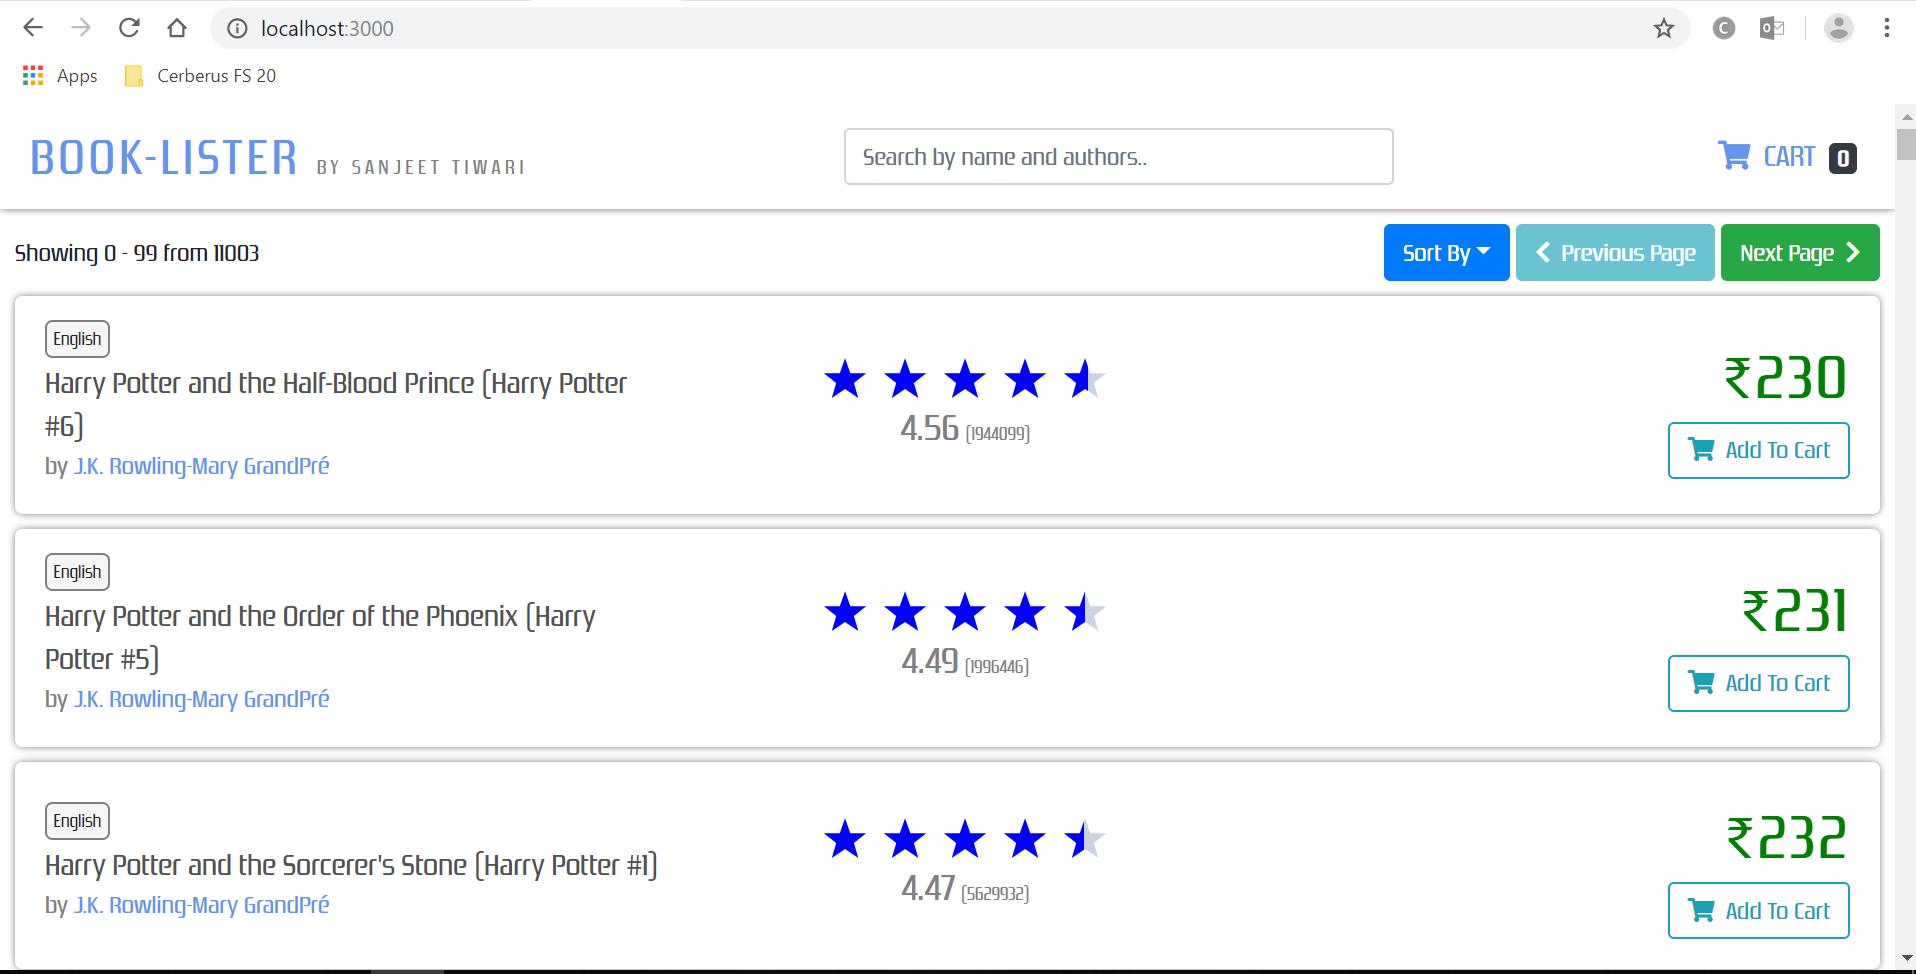 localhost:3000
Apps Cerberus FS 20
BOOK-LISTER BY SANJEET TIWARI Search by name and authors.. CART 0
Showing 0 - 99 from 11003 Sort By Previous Page Next Page
English
Harry Potter and the Half-Blood Prince (Harry Potter
#6)
by J.K. Rowling-Mary GrandPré
4.56 (1944099)
₹230
Add To Cart
English
Harry Potter and the Order of the Phoenix (Harry
Potter #5)
by J.K. Rowling-Mary GrandPré
4.49 (1996446)
₹231
Add To Cart
English
Harry Potter and the Sorcerer's Stone (Harry Potter #1)
by J.K. Rowling-Mary GrandPré
4.47 (5629932)
₹232
Add To Cart